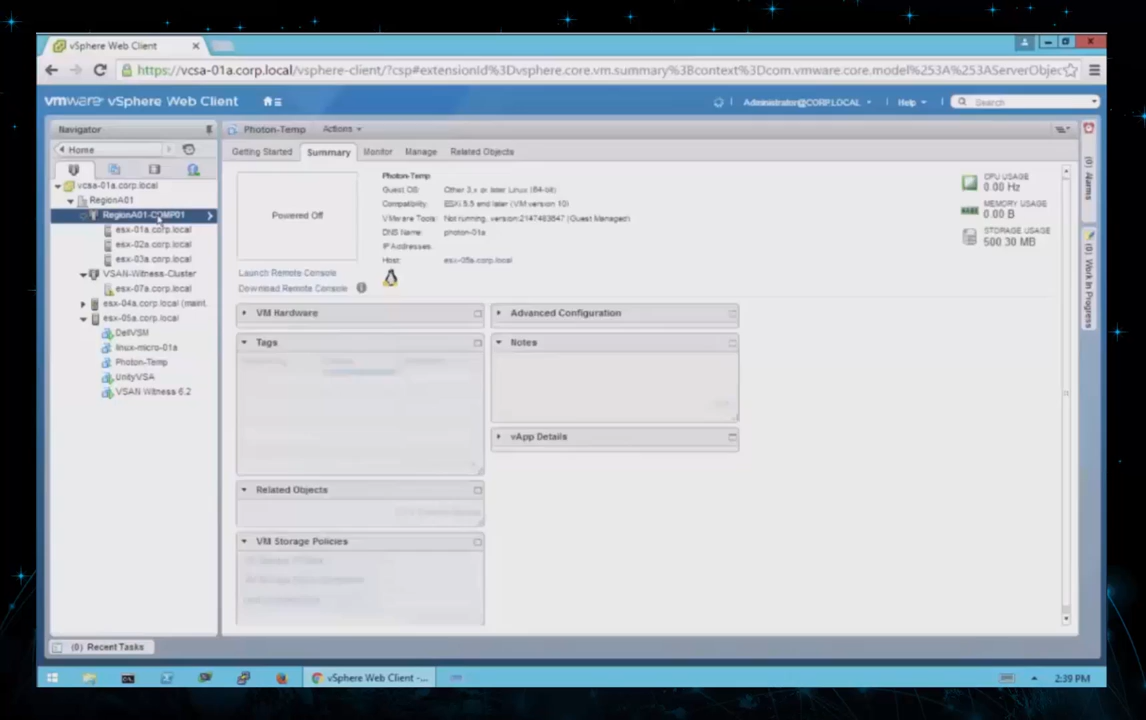 vSphere Web Client
https://vcsa-01a.corp.local/vsphere-client/?csp#extensionId%3Dvsphere.core.vm.summary%3Bcontext%3Dcom.vmware.core.model%253A%253AServerObjec
vmware vSphere Web Client
Administrator@CORP.LOCAL
Help
Search
Navigator
Home
vcsa-01a.corp.local
RegionA01
RegionA01-COMP01
esx-01a.corp.local
esx-02a.corp.local
esx-03a.corp.local
VSAN-Witness-Cluster
esx-07a.corp.local
esx-04a.corp.local (maint.
esx-05a.corp.local
DellVSM
linux-micro-01a
Photon-Temp
UnityVSA
VSAN Witness 6.2
Photon-Temp Actions
Getting Started Summary Monitor Manage Related Objects
Powered Off
Launch Remote Console
Download Remote Console
Photon-Temp
Guest OS: Other 3.x or later Linux (64-bit)
Compatibility: ESXi 5.5 and later (VM version 10)
VMware Tools: Not running, version:2147483647 (Guest Managed)
DNS Name: photon-01a
IP Addresses:
Host: esx-05a.corp.local
CPU USAGE
0.00 Hz
MEMORY USAGE
0.00 B
STORAGE USAGE
500.30 MB
VM Hardware
Tags
Related Objects
VM Storage Policies
Advanced Configuration
Notes
vApp Details
(0) Alarms
(0) Work In Progress
(0) Recent Tasks
vSphere Web Client -...
2:39 PM